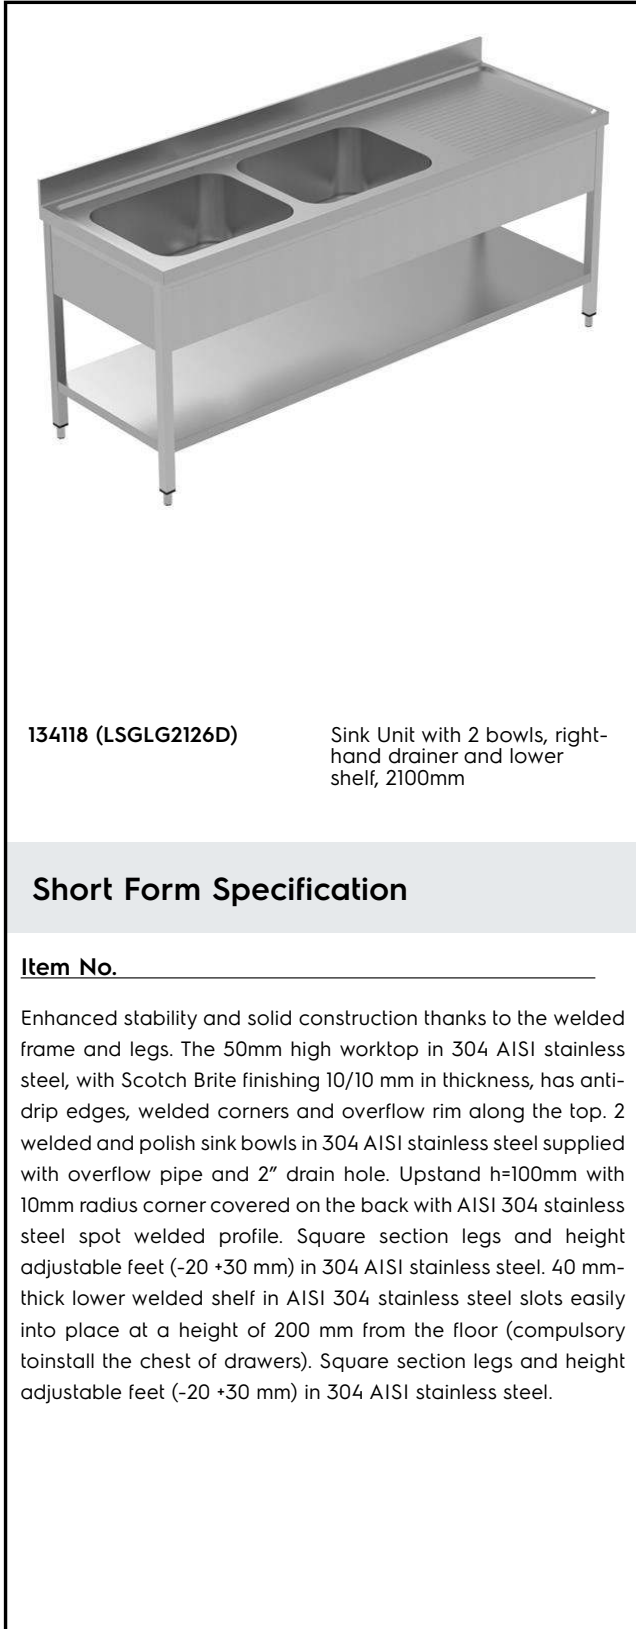 134118 (LSGLG2126D)
Sink Unit with 2 bowls, right-
hand drainer and lower
shelf, 2100mm
Short Form Specification
Item No.
Enhanced stability and solid construction thanks to the welded
frame and legs. The 50mm high worktop in 304 AISI stainless
steel, with Scotch Brite finishing 10/10 mm in thickness, has anti-
drip edges, welded corners and overflow rim along the top. 2
welded and polish sink bowls in 304 AISI stainless steel supplied
with overflow pipe and 2" drain hole. Upstand h=100mm with
10mm radius corner covered on the back with AISI 304 stainless
steel spot welded profile. Square section legs and height
adjustable feet (-20 +30 mm) in 304 AISI stainless steel. 40 mm-
thick lower welded shelf in AISI 304 stainless steel slots easily
into place at a height of 200 mm from the floor (compulsory
toinstall the chest of drawers). Square section legs and height
adjustable feet (-20 +30 mm) in 304 AISI stainless steel.